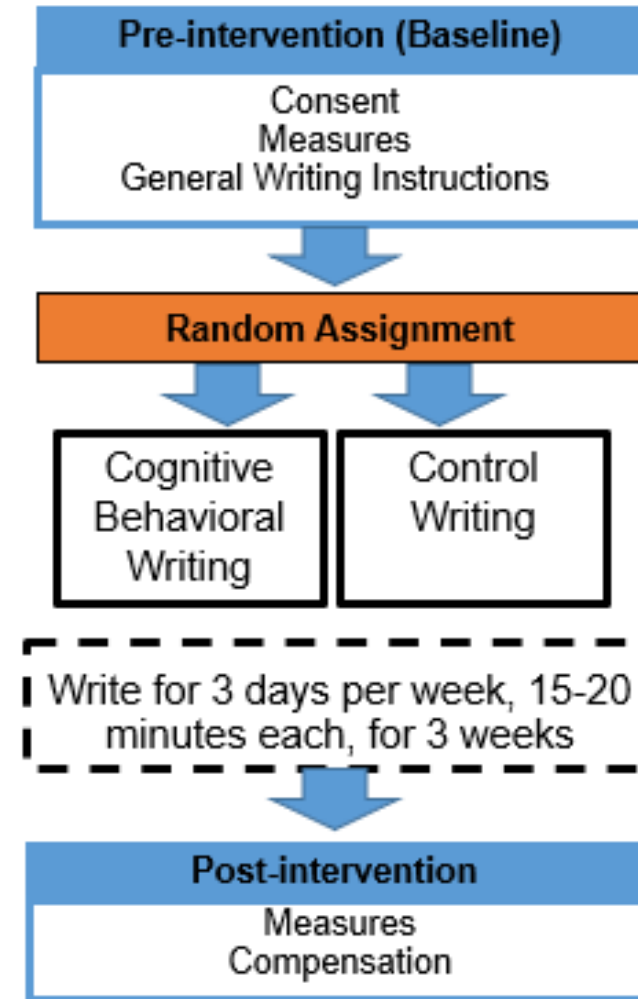 Pre-intervention (Baseline)
Consent
Measures
General Writing Instructions
Random Assignment
Cognitive
Behavioral
Writing
Control
Writing
Write for 3 days per week, 15-20
minutes each, for 3 weeks
Post-intervention
Measures
Compensation